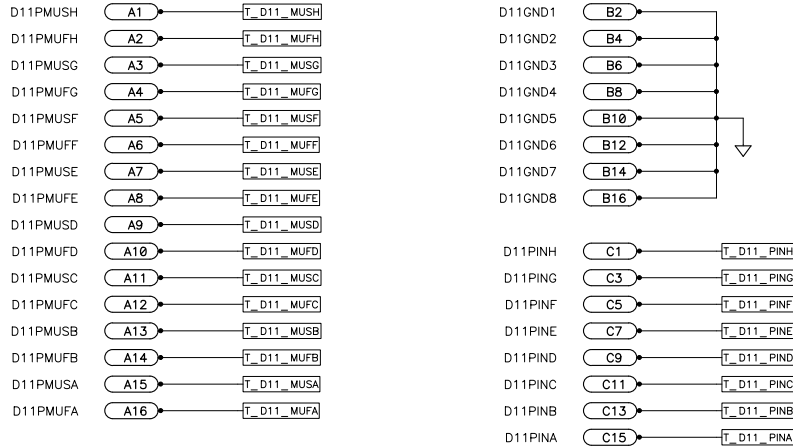 D11PMUSH A1 T_D11_MUSH
D11PMUFH A2 T_D11_MUFH
D11PMUSG A3 T_D11_MUSG
D11PMUFG A4 T_D11_MUFG
D11PMUSF A5 T_D11_MUSF
D11PMUFF A6 T_D11_MUFF
D11PMUSE A7 T_D11_MUSE
D11PMUFE A8 T_D11_MUFE
D11PMUSD A9 T_D11_MUSD
D11PMUFD A10 T_D11_MUFD
D11PMUSC A11 T_D11_MUSC
D11PMUFC A12 T_D11_MUFC
D11PMUSB A13 T_D11_MUSB
D11PMUFB A14 T_D11_MUFB
D11PMUSA A15 T_D11_MUSA
D11PMUFA A16 T_D11_MUFA
D11GND1 B2
D11GND2 B4
D11GND3 B6
D11GND4 B8
D11GND5 B10
D11GND6 B12
D11GND7 B14
D11GND8 B16
D11PINH C1 T_D11_PINH
D11PING C3 T_D11_PING
D11PINF C5 T_D11_PINF
D11PINE C7 T_D11_PINE
D11PIND C9 T_D11_PIND
D11PINC C11 T_D11_PINC
D11PINB C13 T_D11_PINB
D11PINA C15 T_D11_PINA